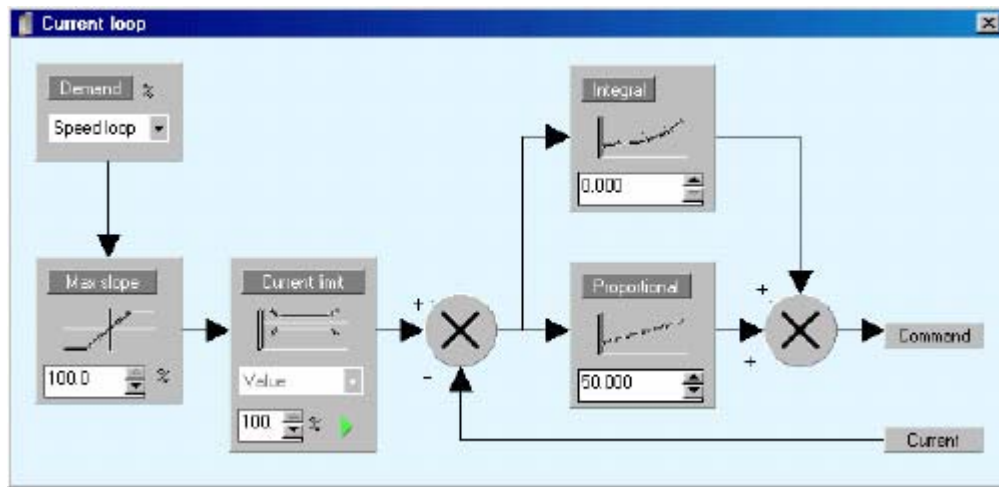 Current loop
Demand %
Speed loop
Integral
0.000
Max slope
100.0 %
Current limit
Value
100. %
+
-
Proportional
50.000
+
+
Command
Current